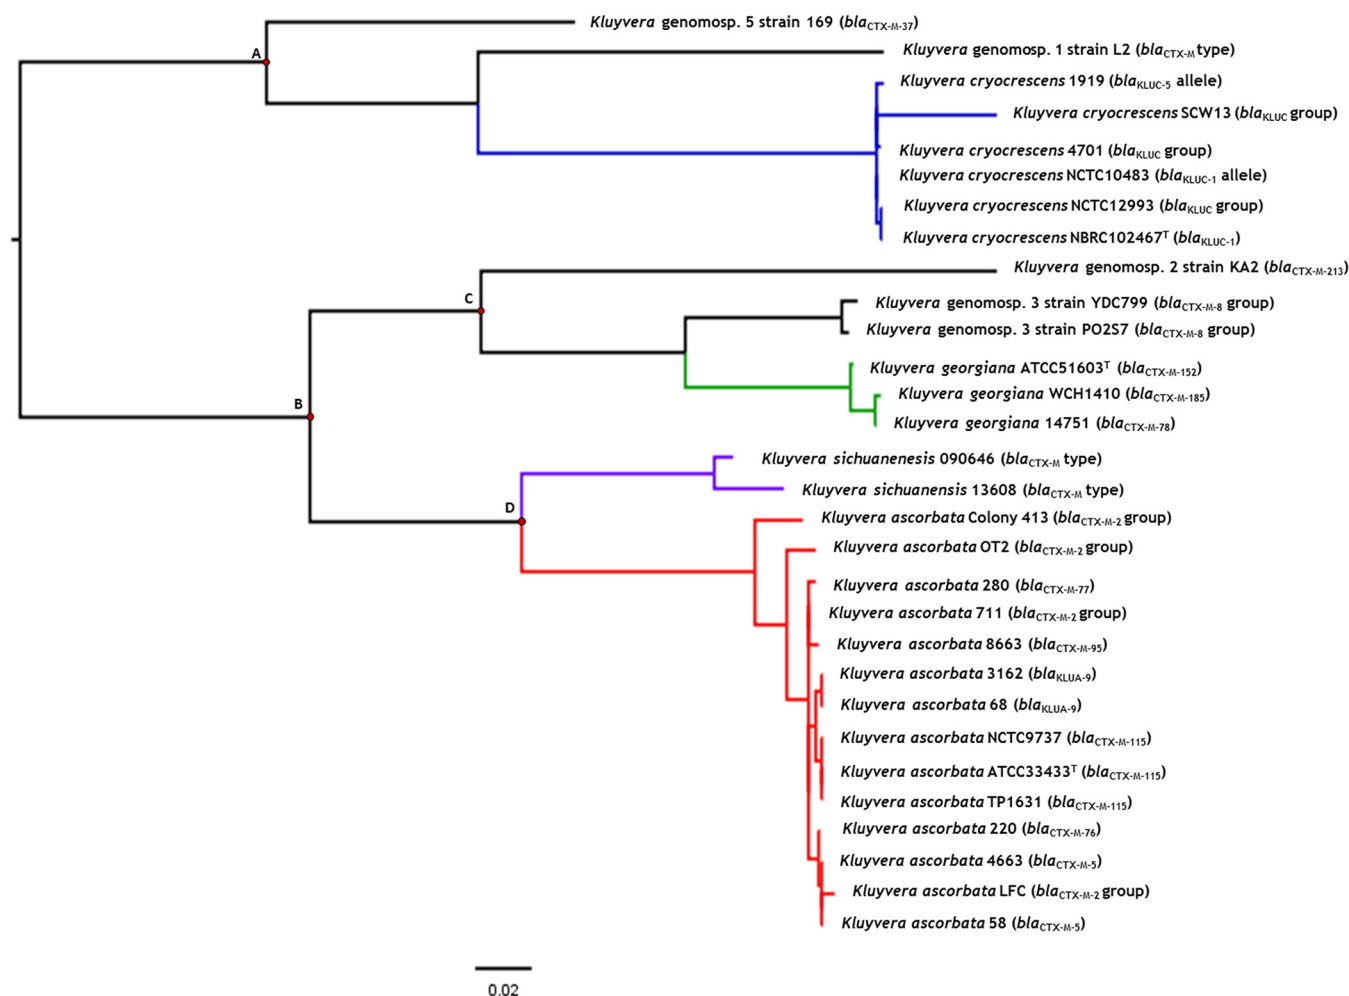 Kluyvera genomosp. 5 strain 169 (blaCTX-M-37)
A
Kluyvera genomosp. 1 strain L2 (blaCTX-M type)
Kluyvera cryocrescens 1919 (blaKLUC-5 allele)
Kluyvera cryocrescens SCW13 (blaKLUC group)
Kluyvera cryocrescens 4701 (blaKLUC group)
Kluyvera cryocrescens NCTC10483 (blaKLUC-1 allele)
Kluyvera cryocrescens NCTC12993 (blaKLUC group)
Kluyvera cryocrescens NBRC102467T (blaKLUC-1)
Kluyvera genomosp. 2 strain KA2 (blaCTX-M-213)
C
Kluyvera genomosp. 3 strain YDC799 (blaCTX-M-8 group)
Kluyvera genomosp. 3 strain PO2S7 (blaCTX-M-8 group)
Kluyvera georgiana ATCC51603T (blaCTX-M-152)
Kluyvera georgiana WCH1410 (blaCTX-M-185)
B
Kluyvera georgiana 14751 (blaCTX-M-78)
Kluyvera sichuanenesis 090646 (blaCTX-M type)
Kluyvera sichuanensis 13608 (blaCTX-M type)
D
Kluyvera ascorbata Colony 413 (blaCTX-M-2 group)
Kluyvera ascorbata OT2 (blaCTX-M-2 group)
Kluyvera ascorbata 280 (blaCTX-M-77)
Kluyvera ascorbata 711 (blaCTX-M-2 group)
Kluyvera ascorbata 8663 (blaCTX-M-95)
Kluyvera ascorbata 3162 (blaKLUA-9)
Kluyvera ascorbata 68 (blaKLUA-9)
Kluyvera ascorbata NCTC9737 (blaCTX-M-115)
Kluyvera ascorbata ATCC33433T (blaCTX-M-115)
Kluyvera ascorbata TP1631 (blaCTX-M-115)
Kluyvera ascorbata 220 (blaCTX-M-76)
Kluyvera ascorbata 4663 (blaCTX-M-5)
Kluyvera ascorbata LFC (blaCTX-M-2 group)
Kluyvera ascorbata 58 (blaCTX-M-5)
0.02